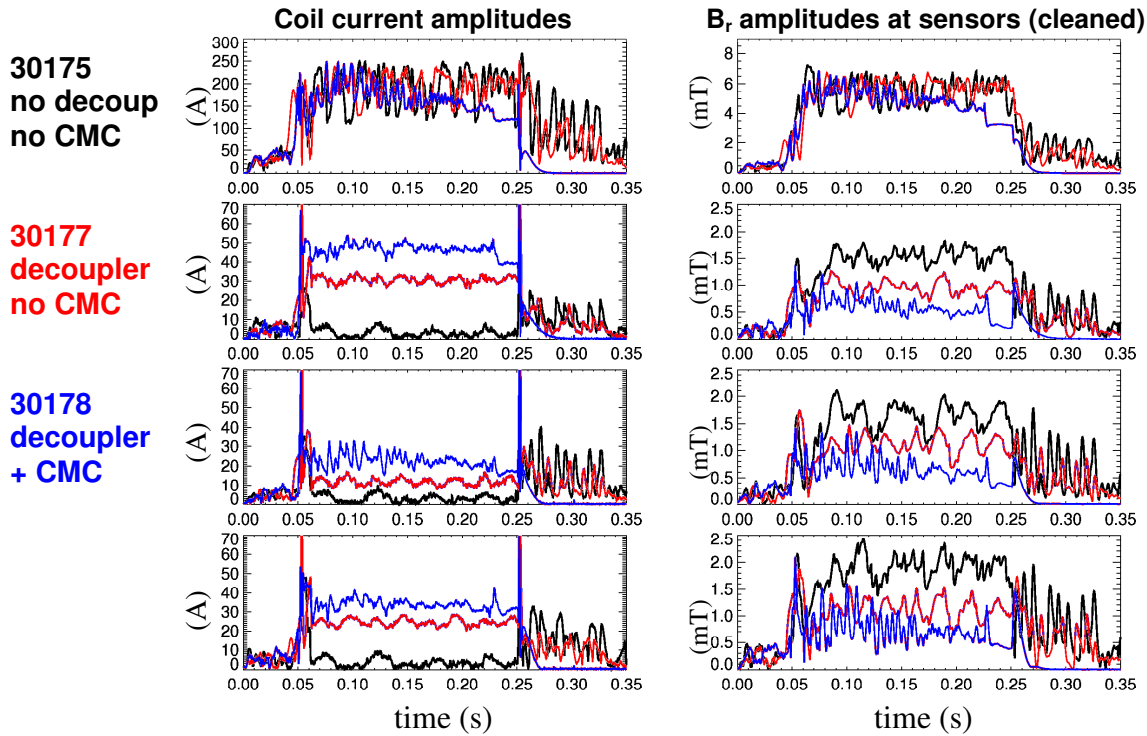 Coil current amplitudes
Br amplitudes at sensors (cleaned)
30175
no decoup
no CMC
(A)
300
250
200
150
100
50
0
0.00 0.05 0.10 0.15 0.20 0.25 0.30 0.35
(mT)
8
6
4
2
0
0.00 0.05 0.10 0.15 0.20 0.25 0.30 0.35
30177
decoupler
no CMC
(A)
70
60
50
40
30
20
10
0
0.00 0.05 0.10 0.15 0.20 0.25 0.30 0.35
(mT)
2.5
2.0
1.5
1.0
0.5
0.0
0.00 0.05 0.10 0.15 0.20 0.25 0.30 0.35
30178
decoupler
+ CMC
(A)
70
60
50
40
30
20
10
0
0.00 0.05 0.10 0.15 0.20 0.25 0.30 0.35
(mT)
2.5
2.0
1.5
1.0
0.5
0.0
0.00 0.05 0.10 0.15 0.20 0.25 0.30 0.35
(A)
70
60
50
40
30
20
10
0
0.00 0.05 0.10 0.15 0.20 0.25 0.30 0.35
time (s)
(mT)
2.5
2.0
1.5
1.0
0.5
0.0
0.00 0.05 0.10 0.15 0.20 0.25 0.30 0.35
time (s)